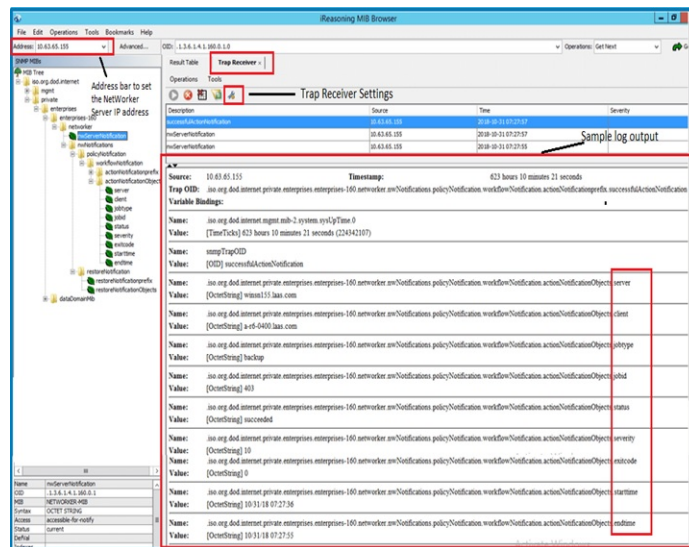 iReasoning MIB Browser
File Edit Operations Tools Bookmarks Help
Address: 10.63.65.155 Advanced... OID: .1.3.6.1.4.1.160.0.1.0 Operations: Get Next Go
SNMP MIBs
MIB Tree
iso.org.dod.internet
mgmt
private
enterprises
enterprises-160
networker
nwServerNotification
nwNotifications
policyNotification
workflowNotification
actionNotificationprefix
actionNotificationObject
server
client
jobtype
jobid
status
severity
exitcode
starttime
endtime
restoreNotification
restoreNotificationprefix
restoreNotificationObjects
dataDomainMib
Address bar to set
the NetWorker
Server IP address
Result Table Trap Receiver
Operations Tools
Trap Receiver Settings
Description Source Time Severity
successfulActionNotification 10.63.65.155 2018-10-31 07:27:57
nwServerNotification 10.63.65.155 2018-10-31 07:27:57
nwServerNotification 10.63.65.155 2018-10-31 07:27:55
Sample log output
Source: 10.63.65.155 Timestamp: 623 hours 10 minutes 21 seconds
Trap OID: .iso.org.dod.internet.private.enterprises.enterprises-160.networker.nwNotifications.policyNotification.workflowNotification.actionNotificationprefix.successfulActionNotification
Variable Bindings:
Name: .iso.org.dod.internet.mgmt.mib-2.system.sysUpTime.0
Value: [TimeTicks] 623 hours 10 minutes 21 seconds (224342107)
Name: snmpTrapOID
Value: [OID] successfulActionNotification
Name: .iso.org.dod.internet.private.enterprises.enterprises-160.networker.nwNotifications.policyNotification.workflowNotification.actionNotificationObjects.server
Value: [OctetString] winsn155.laas.com
Name: .iso.org.dod.internet.private.enterprises.enterprises-160.networker.nwNotifications.policyNotification.workflowNotification.actionNotificationObjects.client
Value: [OctetString] a-r6-0400.laas.com
Name: .iso.org.dod.internet.private.enterprises.enterprises-160.networker.nwNotifications.policyNotification.workflowNotification.actionNotificationObjects.jobtype
Value: [OctetString] backup
Name: .iso.org.dod.internet.private.enterprises.enterprises-160.networker.nwNotifications.policyNotification.workflowNotification.actionNotificationObjects.jobid
Value: [OctetString] 403
Name: .iso.org.dod.internet.private.enterprises.enterprises-160.networker.nwNotifications.policyNotification.workflowNotification.actionNotificationObjects.status
Value: [OctetString] succeeded
Name: .iso.org.dod.internet.private.enterprises.enterprises-160.networker.nwNotifications.policyNotification.workflowNotification.actionNotificationObjects.severity
Value: [OctetString] 10
Name: .iso.org.dod.internet.private.enterprises.enterprises-160.networker.nwNotifications.policyNotification.workflowNotification.actionNotificationObjects.exitcode
Value: [OctetString] 0
Name: .iso.org.dod.internet.private.enterprises.enterprises-160.networker.nwNotifications.policyNotification.workflowNotification.actionNotificationObjects.starttime
Value: [OctetString] 10/31/18 07:27:36
Name: .iso.org.dod.internet.private.enterprises.enterprises-160.networker.nwNotifications.policyNotification.workflowNotification.actionNotificationObjects.endtime
Value: [OctetString] 10/31/18 07:27:55
Name nwServerNotification
OID .1.3.6.1.4.1.160.0.1
MIB NETWORKER-MIB
Syntax OCTET STRING
Access accessible-for-notify
Status current
DefVal